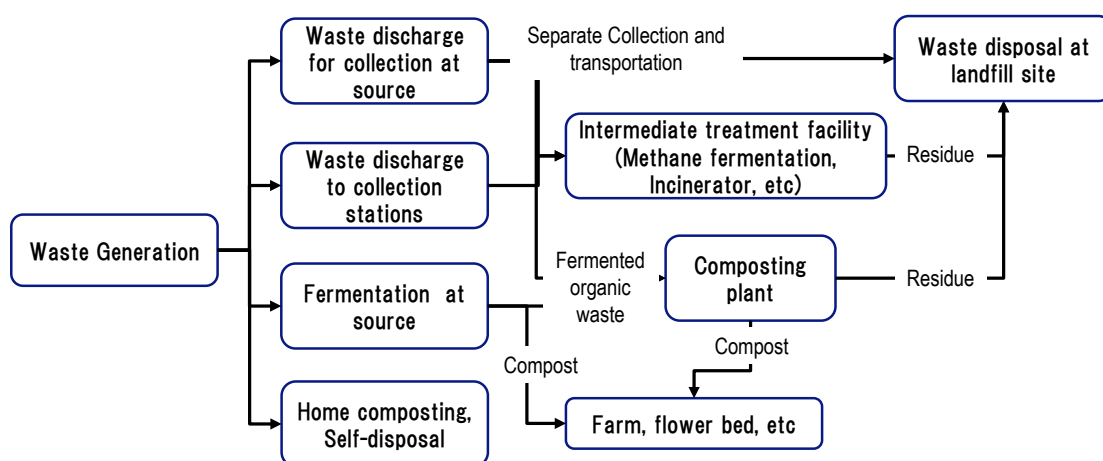 Waste discharge
for collection at
source
Separate Collection and
transportation
Waste disposal at
landfill site
Intermediate treatment facility
(Methane fermentation,
Incinerator, etc)
Residue
Waste discharge
to collection
stations
Waste Generation
Fermentation at
source
Fermented
organic
waste
Composting
plant
Residue
Compost
Compost
Home composting,
Self-disposal
Farm, flower bed, etc